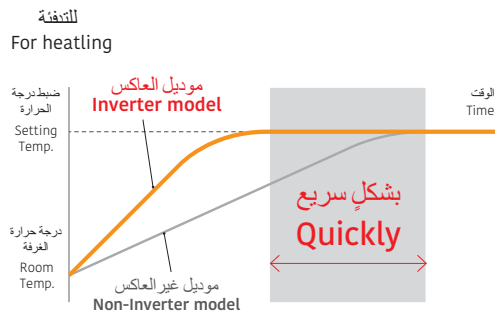 للتدفئة
For heatling
ضبط درجة
الحرارة
Setting
Temp.
موديل العاكس
Inverter model
الوقت
Time
بشكلٍ سريع
Quickly
درجة حرارة
الغرفة
Room
Temp.
موديل غير العاكس
Non-Inverter model